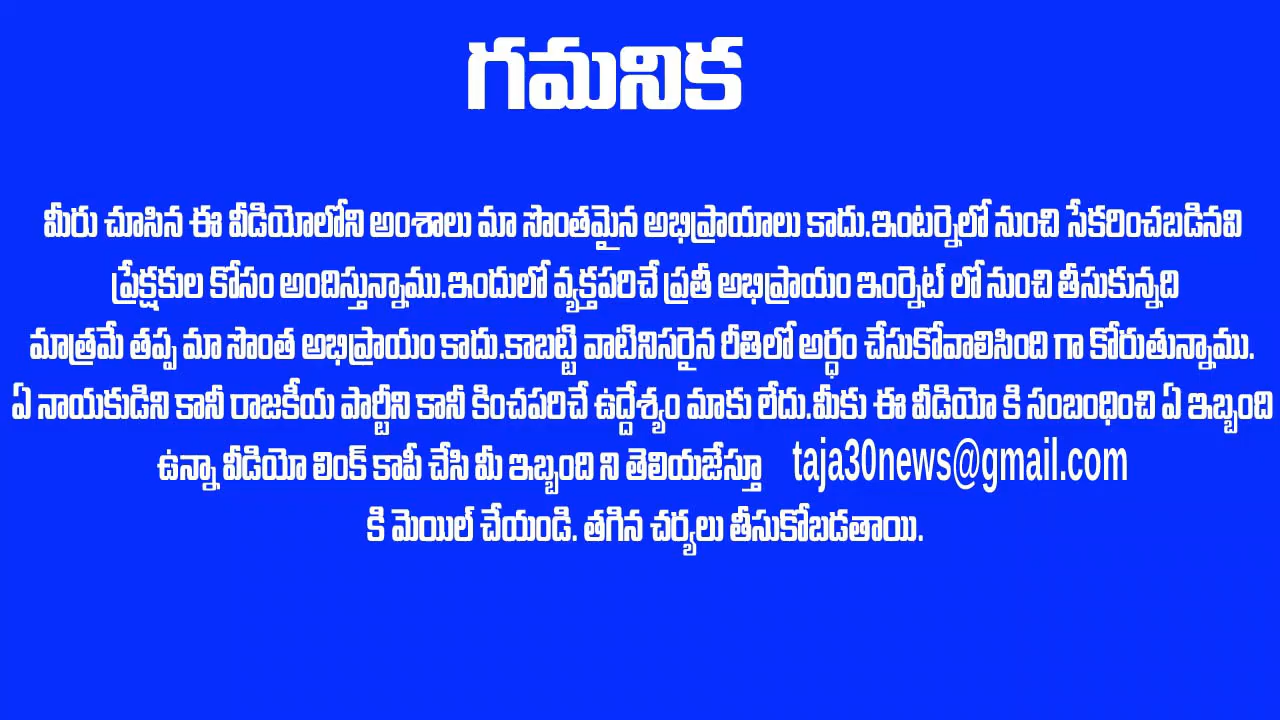 గమనిక
మీరు చూసిన ఈ వీడియోలోని అంశాలు మా సొంతమైన అభిప్రాయాలు కాదు.ఇంటర్నెలో నుంచి సేకరించబడినవి
ప్రేక్షకుల కోసం అందిస్తున్నాము.ఇందులో వ్యక్తపరిచే ప్రతీ అభిప్రాయం ఇంర్నెట్ లో నుంచి తీసుకున్నది
మాత్రమే తప్ప మా సొంత అభిప్రాయం కాదు.కాబట్టి వాటినిసరైన రీతిలో అర్ధం చేసుకోవాలిసింది గా కోరుతున్నాము.
ఏ నాయకుడిని కానీ రాజకీయ పార్టీని కానీ కించపరిచే ఉద్దేశ్యం మాకు లేదు.మీకు ఈ వీడియో కి సంబంధించి ఏ ఇబ్బంది
ఉన్నా వీడియో లింక్ కాపీ చేసి మీ ఇబ్బంది ని తెలియజేస్తూ taja30news@gmail.com
కి మెయిల్ చేయండి. తగిన చర్యలు తీసుకోబడతాయి.